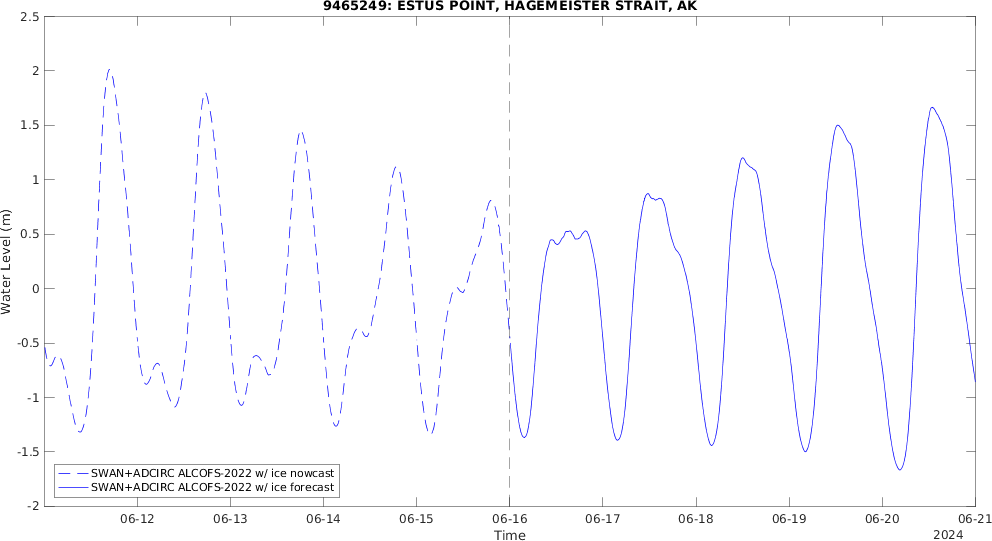 9465249: ESTUS POINT, HAGEMEISTER STRAIT, AK
2.5
2
1.5
1
0.5
0
-0.5
-1
-1.5
-2
Water Level (m)
SWAN+ADCIRC ALCOFS-2022 w/ ice nowcast
SWAN+ADCIRC ALCOFS-2022 w/ ice forecast
06-12 06-13 06-14 06-15 06-16 06-17 06-18 06-19 06-20 06-21
Time
2024